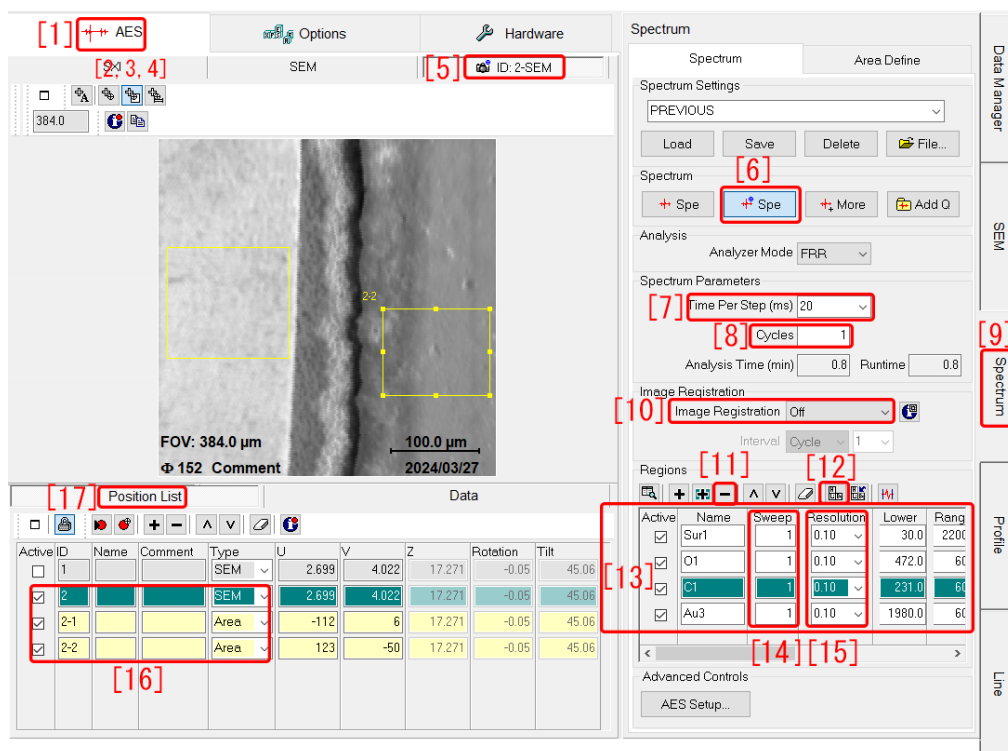 [1] AES
Options
Hardware
[2, 3, 4]
SEM
[5] ID: 2-SEM
384.0
2-2
FOV: 384.0 µm
100.0 µm
Φ 152 Comment
2024/03/27
[17] Position List
Data
Active ID Name Comment Type U V Z Rotation Tilt
1 SEM 2.699 4.022 17.271 -0.05 45.06
2 SEM 2.699 4.022 17.271 -0.05 45.06
2-1 Area -112 6 17.271 -0.05 45.06
2-2 Area 123 -50 17.271 -0.05 45.06
[16]
Spectrum
Spectrum
Area Define
Spectrum Settings
PREVIOUS
Load Save Delete File...
[6]
Spectrum
Spe Spe More Add Q
Analysis
Analyzer Mode FRR
Spectrum Parameters
[7] Time Per Step (ms) 20
[8] Cycles 1
Analysis Time (min) 0.8 Runtime 0.8
Image Registration
[10] Image Registration Off
Interval Cycle 1
Regions [11] [12]
Active Name Sweep Resolution Lower Rang
Sur1 1 0.10 30.0 2200
O1 1 0.10 472.0 60
[13] C1 1 0.10 231.0 60
Au3 1 0.10 1980.0 60
[14] [15]
Advanced Controls
AES Setup...
Data Manager
SEM
[9] Spectrum
Profile
Line